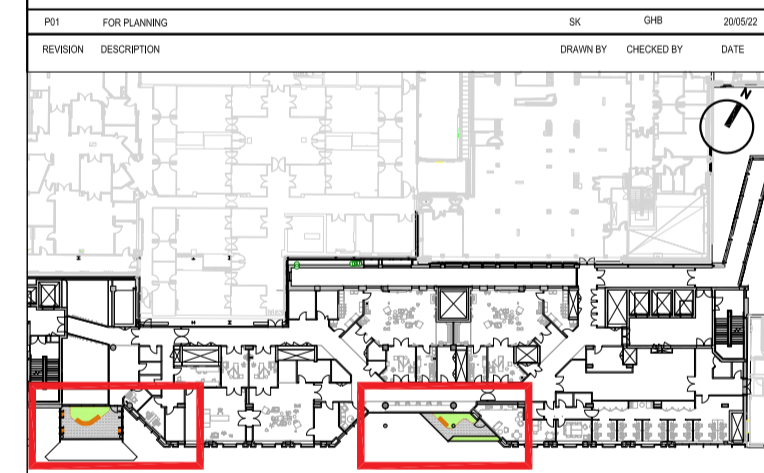 P01 FOR PLANNING SK GHB 20/05/22
REVISION DESCRIPTION DRAWN BY CHECKED BY DATE
N